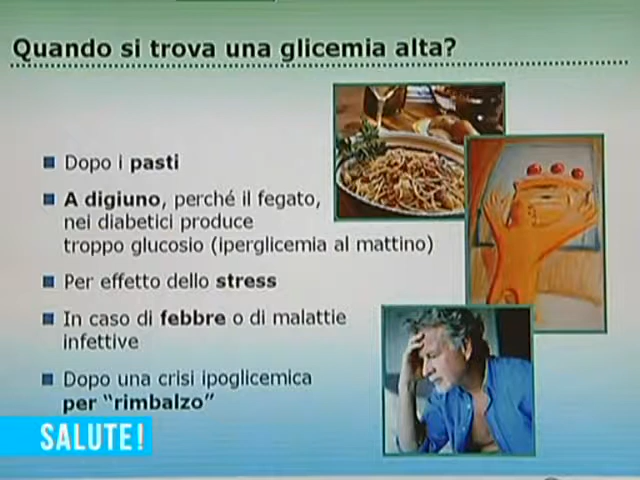 Quando si trova una glicemia alta?
Dopo i pasti
A digiuno, perché il fegato,
nei diabetici produce
troppo glucosio (iperglicemia al mattino)
Per effetto dello stress
In caso di febbre o di malattie
infettive
Dopo una crisi ipoglicemica
per "rimbalzo"
SALUTE!